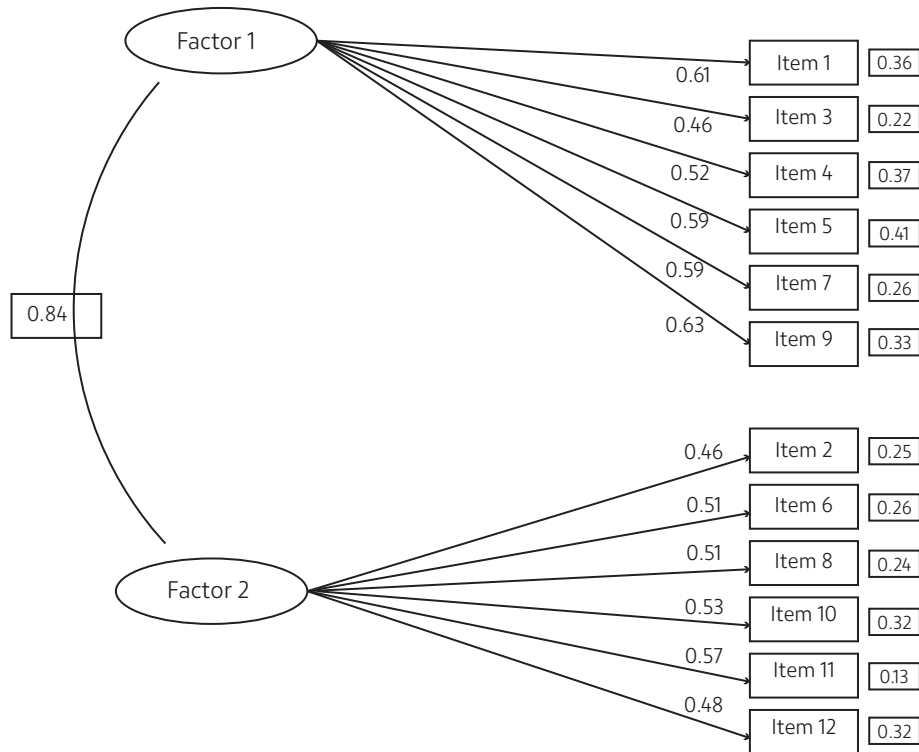 Factor 1
0.61
Item 1
0.36
0.46
Item 3
0.22
0.52
Item 4
0.37
0.59
Item 5
0.41
0.59
Item 7
0.26
0.63
Item 9
0.33
0.84
0.46
Item 2
0.25
0.51
Item 6
0.26
0.51
Item 8
0.24
Factor 2
0.53
Item 10
0.32
0.57
Item 11
0.13
0.48
Item 12
0.32